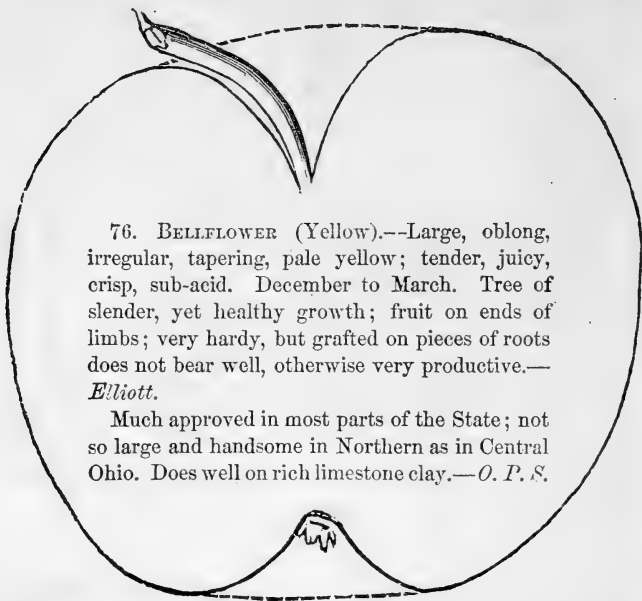 76. BELLFLOWER (Yellow).--Large, oblong,
irregular, tapering, pale yellow; tender, juicy,
crisp, sub-acid. December to March. Tree of
slender, yet healthy growth; fruit on ends of
limbs; very hardy, but grafted on pieces of roots
does not bear well, otherwise very productive.—
Elliott.
Much approved in most parts of the State; not
so large and handsome in Northern as in Central
Ohio. Does well on rich limestone clay.—O. P. S.